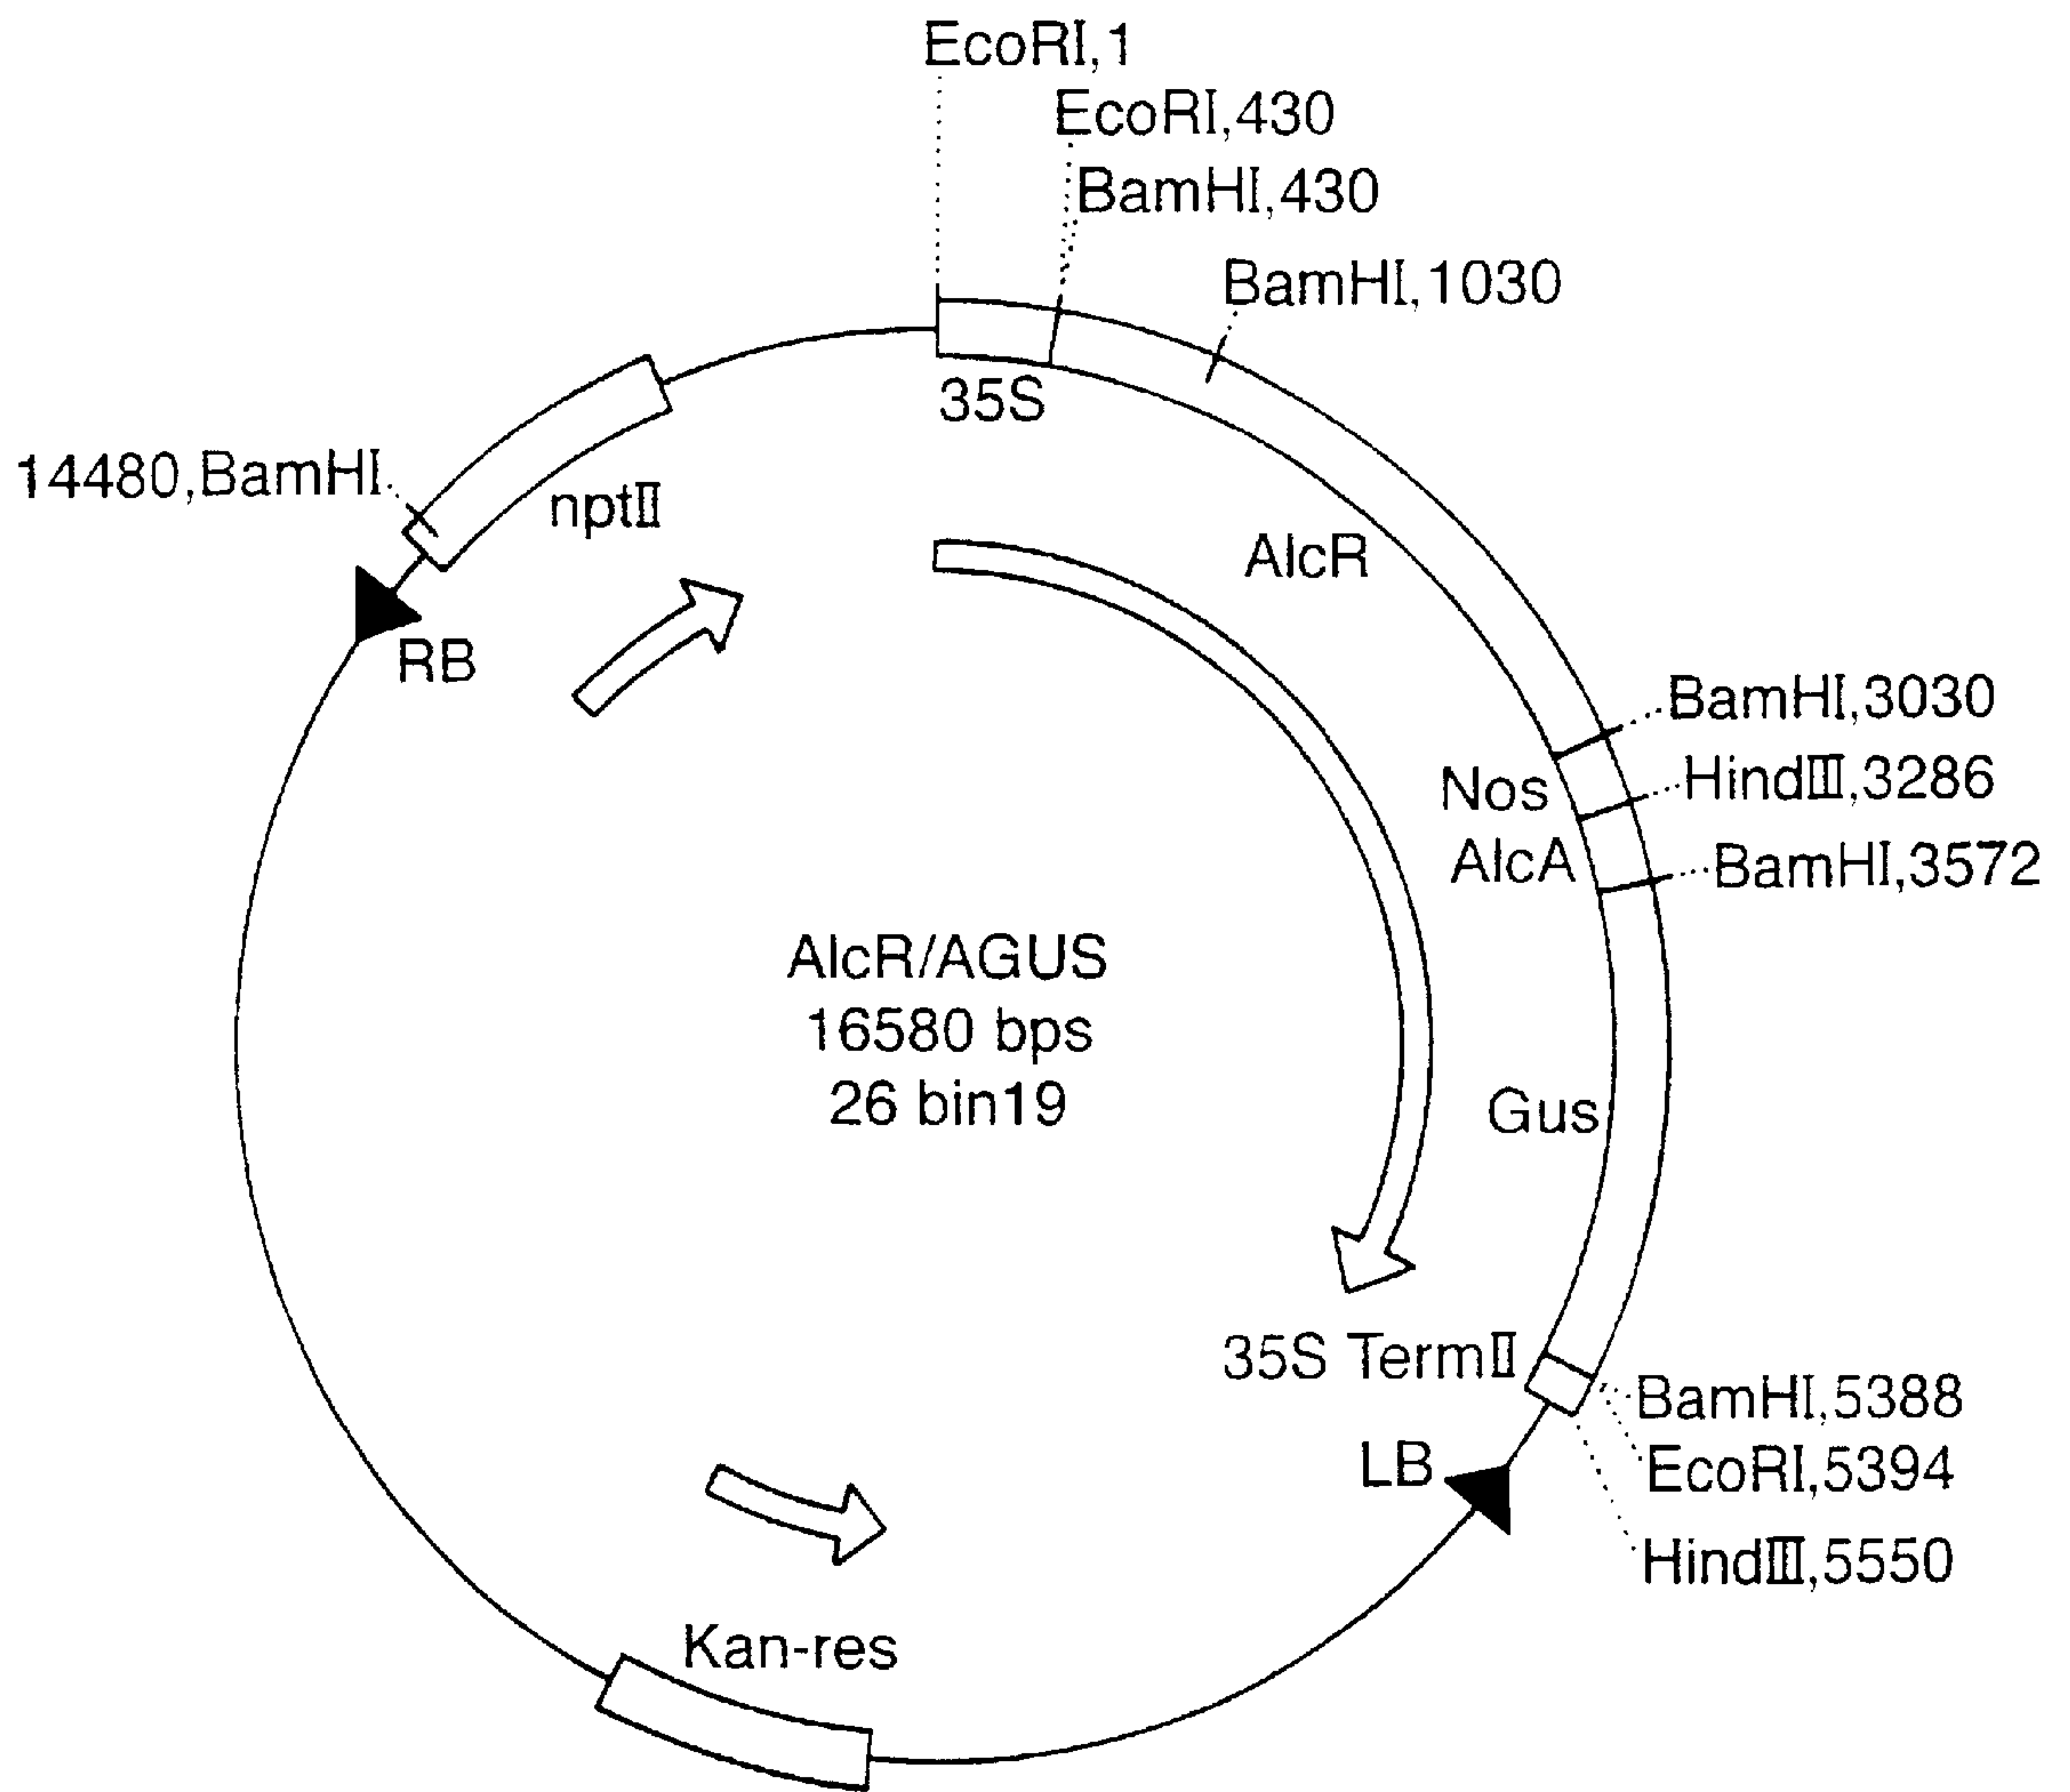 EcoRI,1
EcoRI,430
BamHI,430
BamHI,1030
35S
14480,BamHI
nptII
AlcR
RB
BamHI,3030
HindIII,3286
Nos
AlcA
BamHI,3572
AlcR/AGUS
16580 bps
26 bin19
Gus
35S TermII
BamHI,5388
LB
EcoRI,5394
HindIII,5550
Kan-res